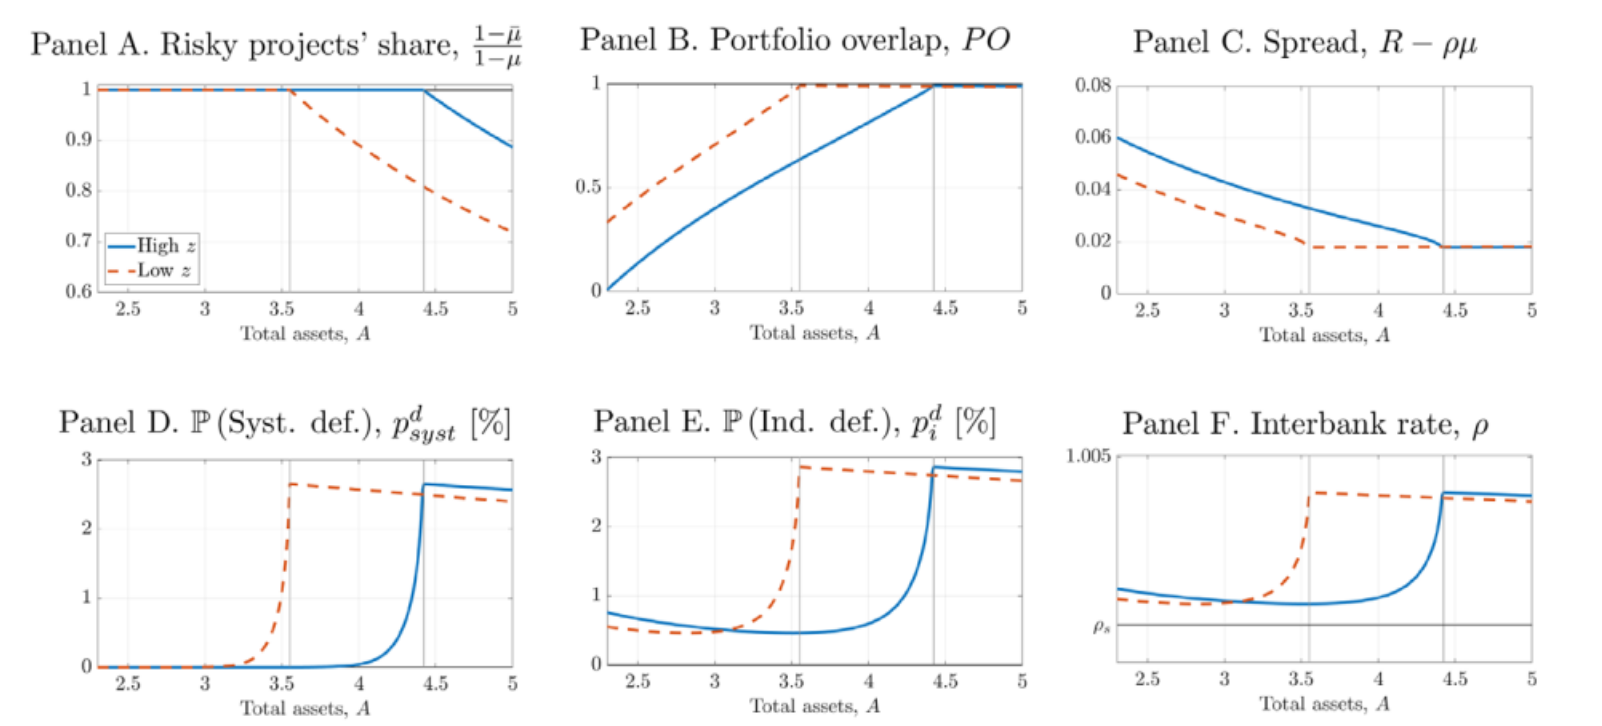 Panel A. Risky projects' share, $\frac{1-\bar{\mu}}{1-\mu}$
1
0.9
0.8
0.7
0.6
High z
Low z
2.5 3 3.5 4 4.5 5
Total assets, A
Panel B. Portfolio overlap, PO
1
0.5
0
2.5 3 3.5 4 4.5 5
Total assets, A
Panel C. Spread, R − ρμ
0.08
0.06
0.04
0.02
0
2.5 3 3.5 4 4.5 5
Total assets, A
Panel D. ℙ (Syst. def.), $p^d_{syst}$ [%]
3
2
1
0
2.5 3 3.5 4 4.5 5
Total assets, A
Panel E. ℙ (Ind. def.), $p^d_i$ [%]
3
2
1
0
2.5 3 3.5 4 4.5 5
Total assets, A
Panel F. Interbank rate, ρ
1.005
$ρ_s$
2.5 3 3.5 4 4.5 5
Total assets, A